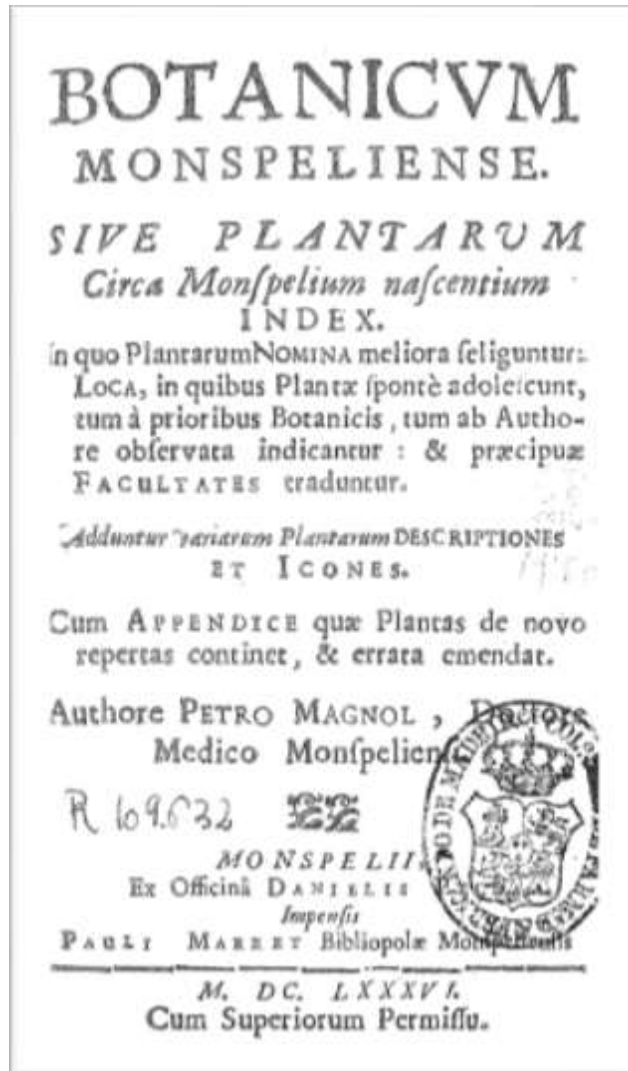 BOTANICVM
MONSPELIENSE.
SIVE PLANTARUM
Circa Monſpelium naſcentium
INDEX.
In quo Plantarum NOMINA meliora ſeliguntur:
LOCA, in quibus Plantæ ſpontè adoleſcunt,
tum à prioribus Botanicis, tum ab Autho-
re obſervata indicantur : & præcipuæ
FACULTATES traduntur.
Adduntur variarum Plantarum DESCRIPTIONES
ET ICONES.
Cum APPENDICE quæ Plantas de novo
repertas continet, & errata emendat.
Authore PETRO MAGNOL, Doctore
Medico Monſpelienſi
R 169.632
MONSPELII.
Ex Officinâ DANIELIS
Impenſis
PAULI MARRET Bibliopolæ Monſpelienſis
M. DC. LXXXVI.
Cum Superiorum Permiſſu.